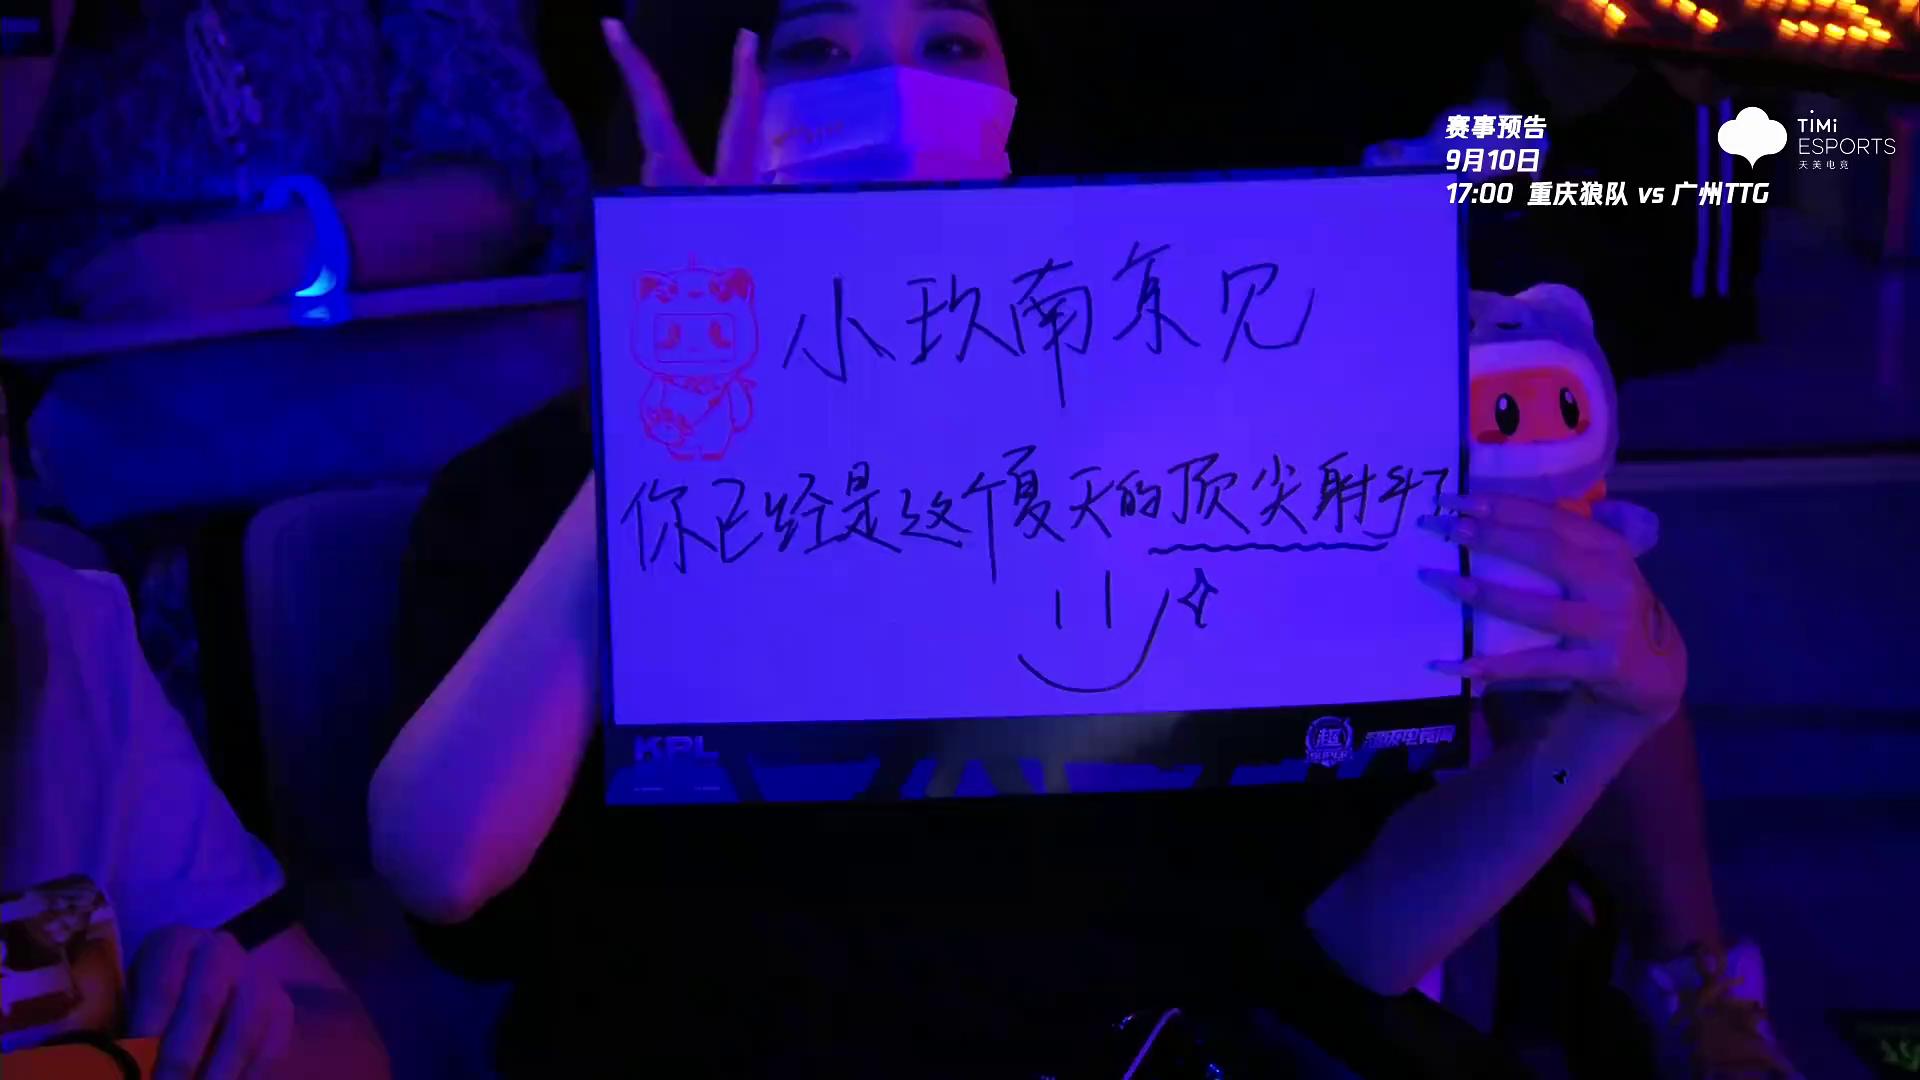 赛事预告
9月10日
17:00 重庆狼队 vs 广州TTG
TiMi
ESPORTS
天美电竞
小玖南京见
你已经是这个夏天的顶尖射手了
KPL
超
SUPER